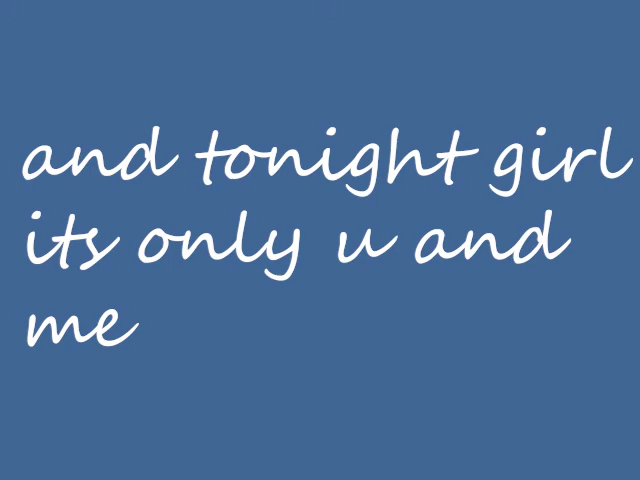 and tonight girl
its only u and
me